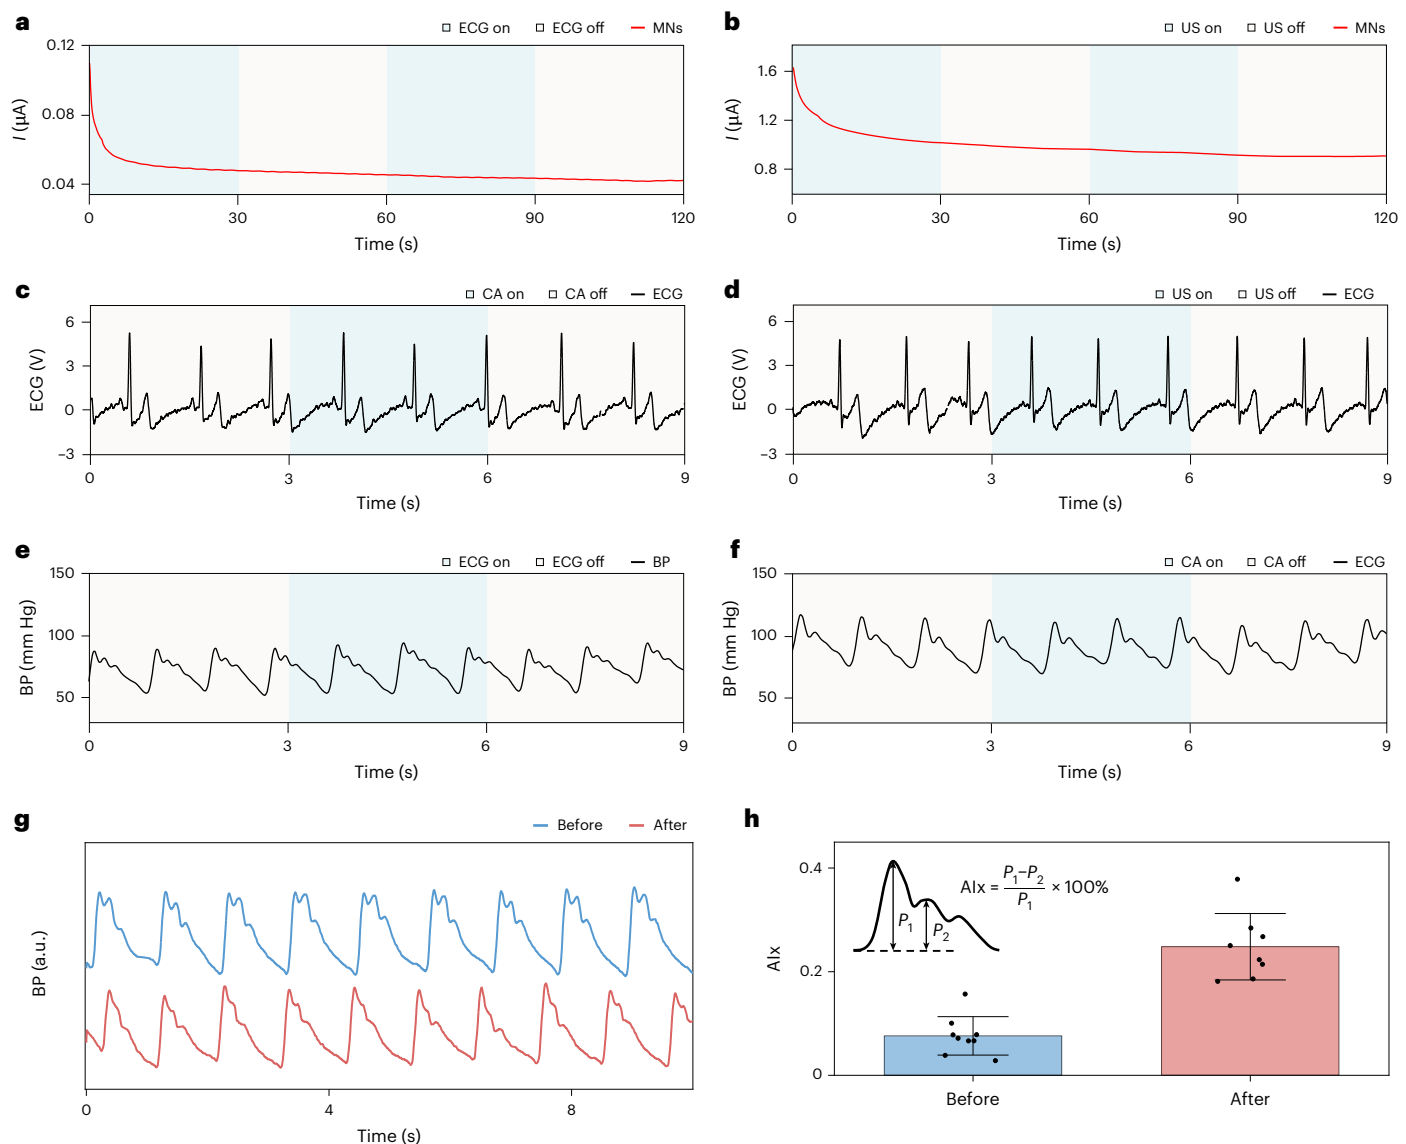 a
ECG on ECG off MNs
0.12
0.08
0.04
I (µA)
0 30 60 90 120
Time (s)
b
US on US off MNs
1.6
1.2
0.8
I (µA)
0 30 60 90 120
Time (s)
c
CA on CA off ECG
6
3
0
–3
ECG (V)
0 3 6 9
Time (s)
d
US on US off ECG
6
3
0
–3
ECG (V)
0 3 6 9
Time (s)
e
ECG on ECG off BP
150
100
50
BP (mm Hg)
0 3 6 9
Time (s)
f
CA on CA off ECG
150
100
50
BP (mm Hg)
0 3 6 9
Time (s)
g
Before After
BP (a.u.)
0 4 8
Time (s)
h
0.4
0.2
0
AIx
P1
P2
AIx = P1–P2 / P1 × 100%
Before After